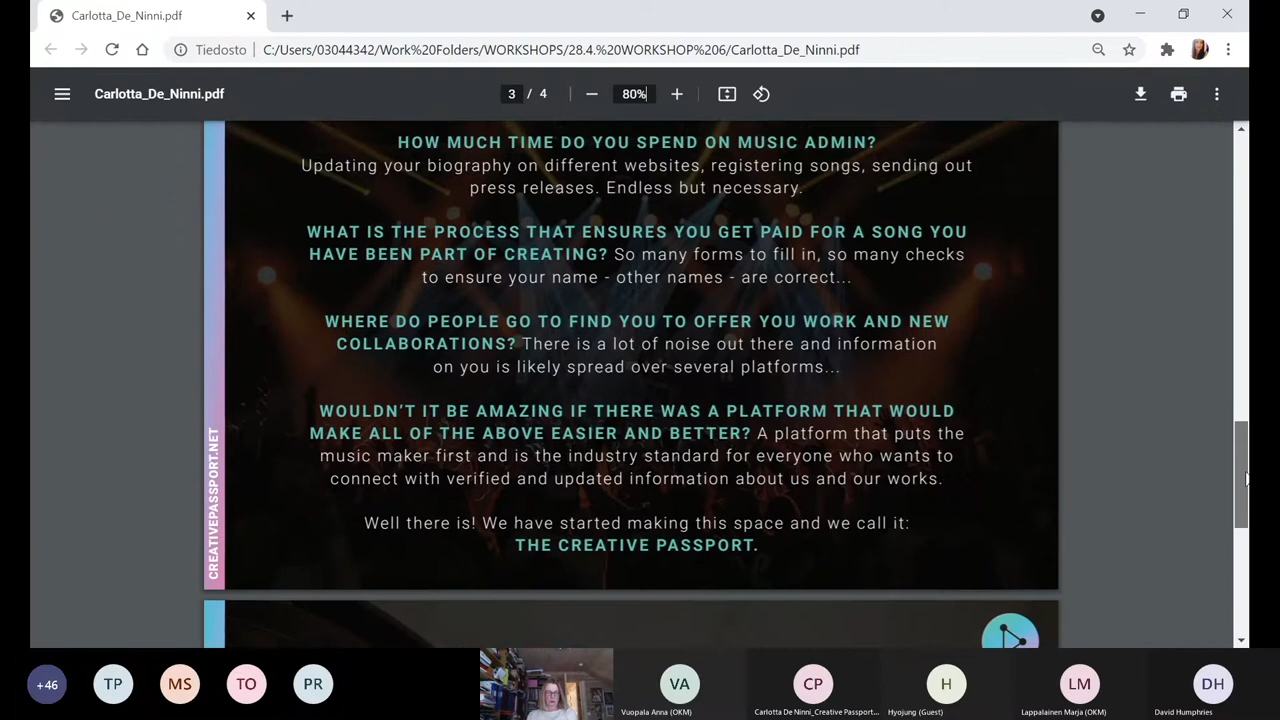 Carlotta_De_Ninni.pdf
Tiedosto
C:/Users/03044342/Work%20Folders/WORKSHOPS/28.4.%20WORKSHOP%206/Carlotta_De_Ninni.pdf
Carlotta_De_Ninni.pdf
3 / 4
80%
HOW MUCH TIME DO YOU SPEND ON MUSIC ADMIN?
Updating your biography on different websites, registering songs, sending out
press releases. Endless but necessary.
WHAT IS THE PROCESS THAT ENSURES YOU GET PAID FOR A SONG YOU
HAVE BEEN PART OF CREATING? So many forms to fill in, so many checks
to ensure your name - other names - are correct...
WHERE DO PEOPLE GO TO FIND YOU TO OFFER YOU WORK AND NEW
COLLABORATIONS? There is a lot of noise out there and information
on you is likely spread over several platforms...
WOULDN'T IT BE AMAZING IF THERE WAS A PLATFORM THAT WOULD
MAKE ALL OF THE ABOVE EASIER AND BETTER? A platform that puts the
music maker first and is the industry standard for everyone who wants to
connect with verified and updated information about us and our works.
Well there is! We have started making this space and we call it:
THE CREATIVE PASSPORT.
CREATIVEPASSPORT.NET
+46
TP
MS
TO
PR
VA
CP
H
LM
DH
Vuopala Anna (OKM)
Carlotta De Ninni_Creative Passport...
Hyojung (Guest)
Lappalainen Marja (OKM)
David Humphries